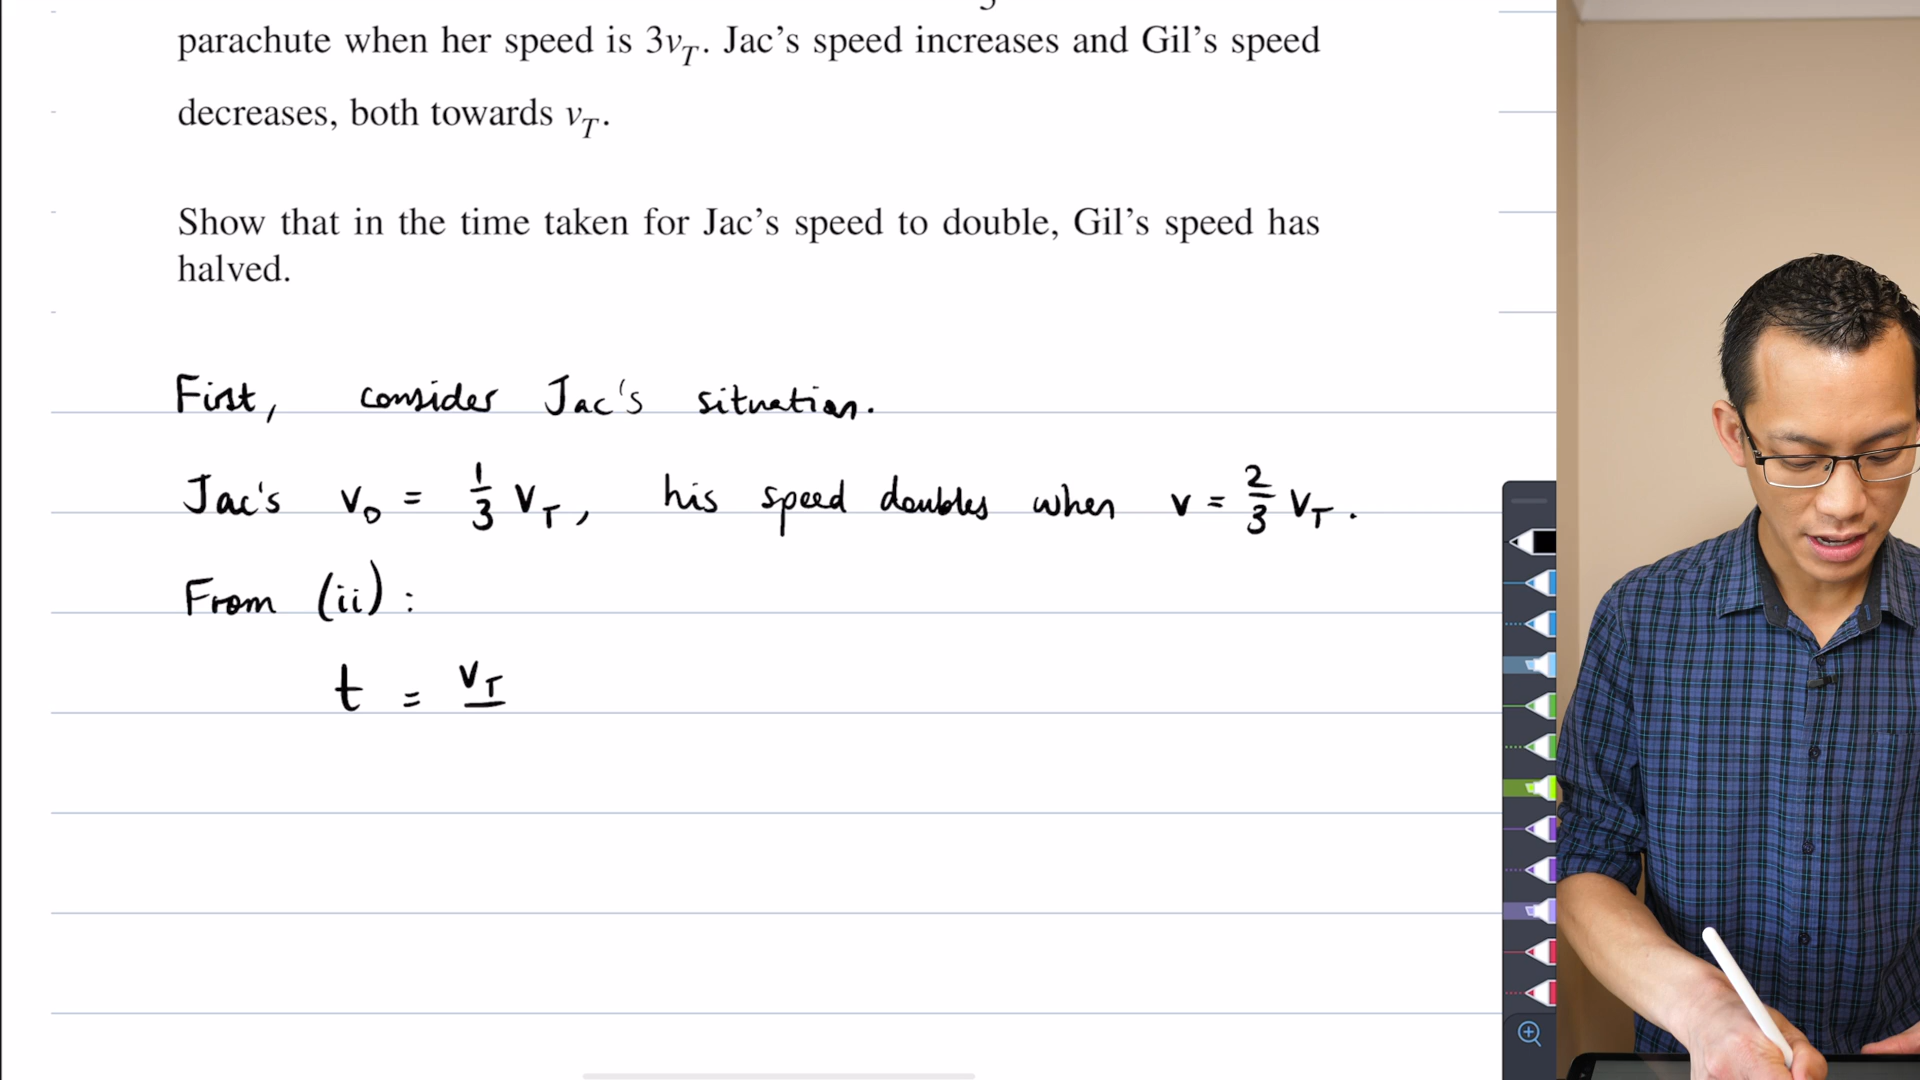 parachute when her speed is 3v_T. Jac's speed increases and Gil's speed
decreases, both towards v_T.
Show that in the time taken for Jac's speed to double, Gil's speed has
halved.
First, consider Jac's situation.
Jac's v_0 = 1/3 v_T, his speed doubles when v = 2/3 v_T.
From (ii):
t = v_T